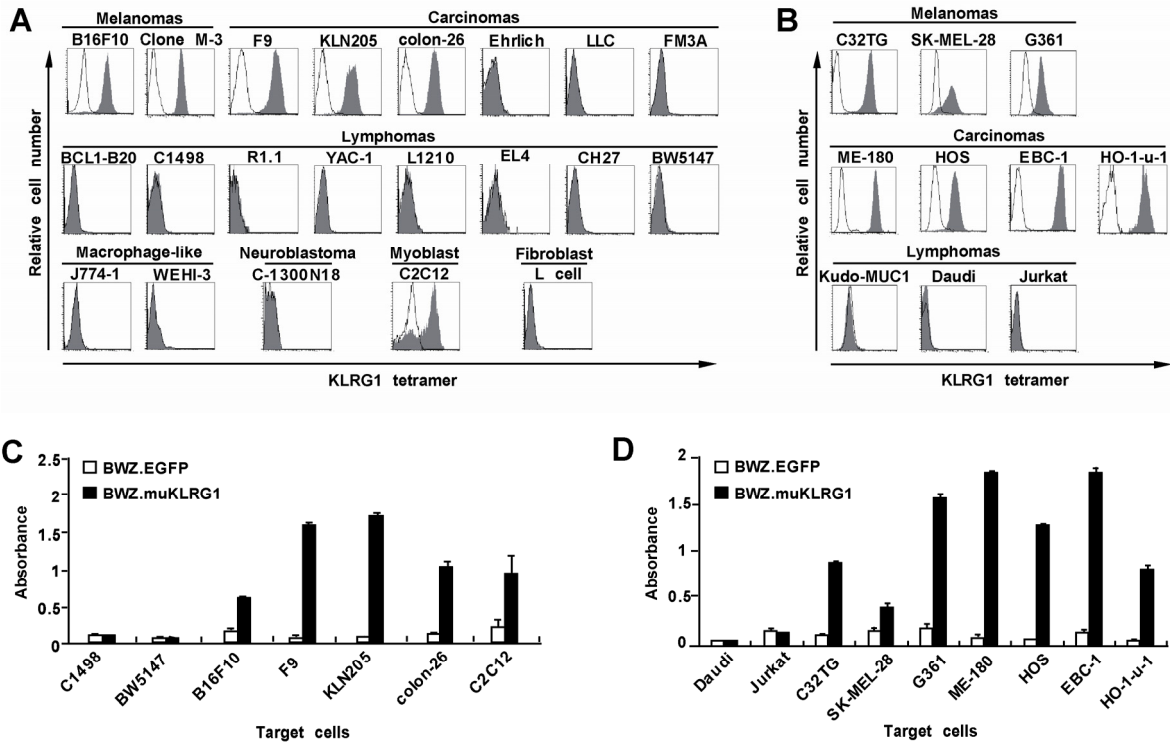 A
Melanomas Carcinomas
B16F10 Clone M-3 F9 KLN205 colon-26 Ehrlich LLC FM3A
Lymphomas
BCL1-B20 C1498 R1.1 YAC-1 L1210 EL4 CH27 BW5147
Macrophage-like Neuroblastoma Myoblast Fibroblast
J774-1 WEHI-3 C-1300N18 C2C12 L cell
Relative cell number
KLRG1 tetramer
B
Melanomas
C32TG SK-MEL-28 G361
Carcinomas
ME-180 HOS EBC-1 HO-1-u-1
Lymphomas
Kudo-MUC1 Daudi Jurkat
Relative cell number
KLRG1 tetramer
C
BWZ.EGFP
BWZ.muKLRG1
Absorbance
2.5
2
1.5
1
0.5
0
C1498 BW5147 B16F10 F9 KLN205 colon-26 C2C12
Target cells
D
BWZ.EGFP
BWZ.muKLRG1
Absorbance
2
1.5
1
0.5
0
Daudi Jurkat C32TG SK-MEL-28 G361 ME-180 HOS EBC-1 HO-1-u-1
Target cells